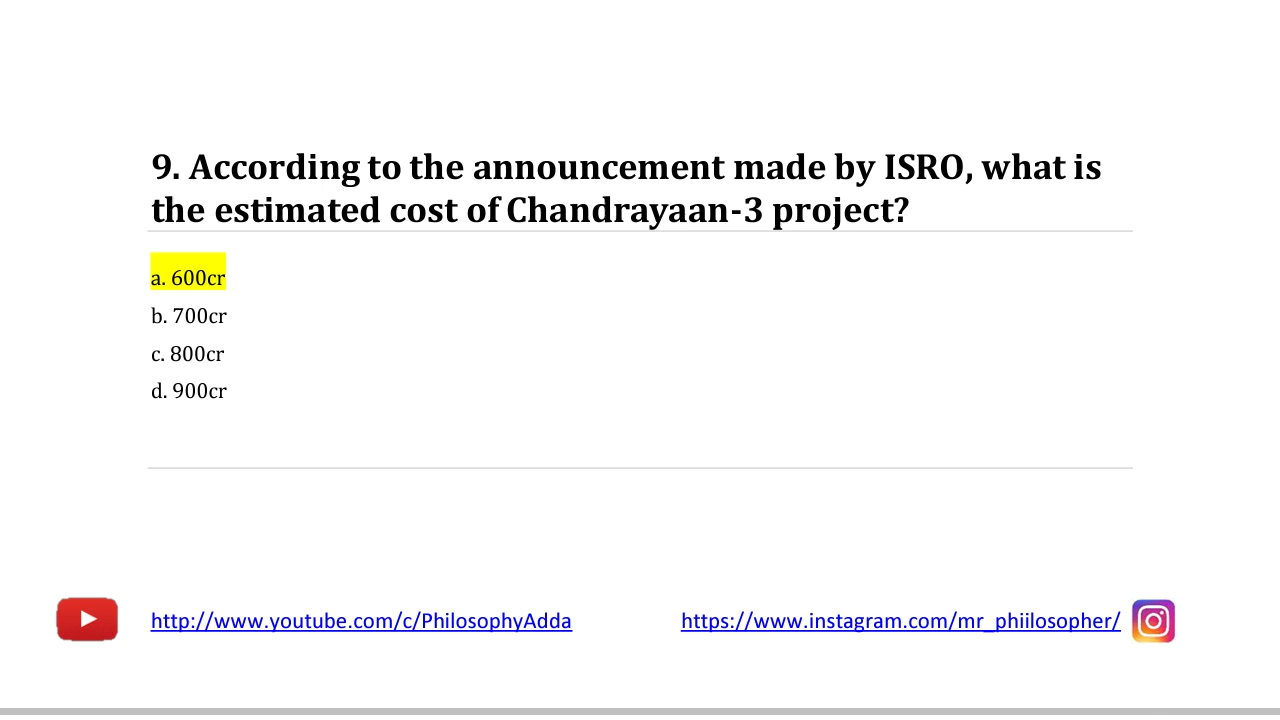 9. According to the announcement made by ISRO, what is
the estimated cost of Chandrayaan-3 project?
a. 600cr
b. 700cr
c. 800cr
d. 900cr
http://www.youtube.com/c/PhilosophyAdda
https://www.instagram.com/mr_phiilosopher/